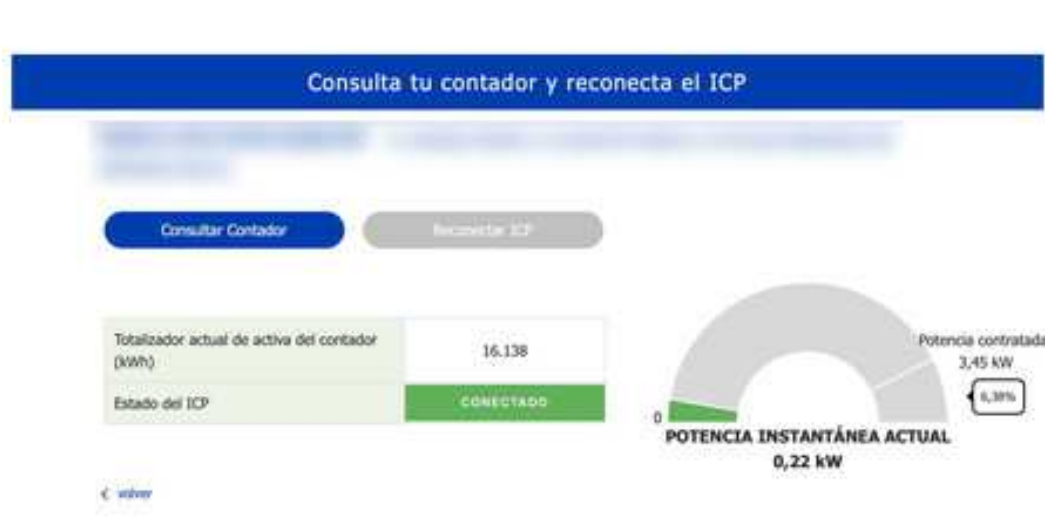 Consulta tu contador y reconecta el ICP
Consultar Contador
Reconectar ICP
Totalizador actual de activa del contador
(kWh)
16.138
Estado del ICP
CONECTADO
Potencia contratada
3,45 kW
6,38%
0
POTENCIA INSTANTÁNEA ACTUAL
0,22 kW
volver